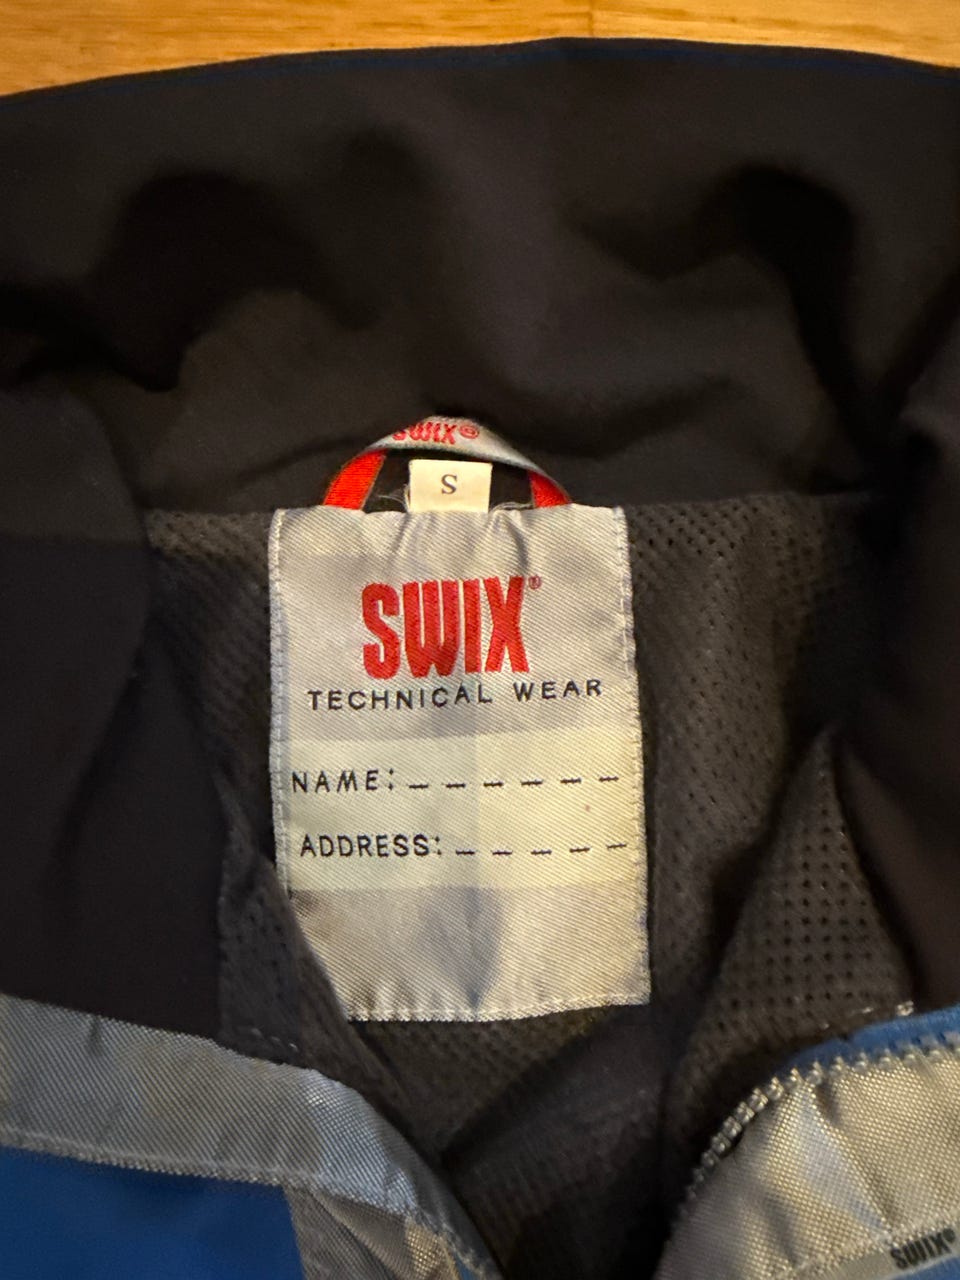 SWIX®
S
SWIX®
TECHNICAL WEAR
NAME: _ _ _ _ _ _
ADDRESS: _ _ _ _ _
SWIX®